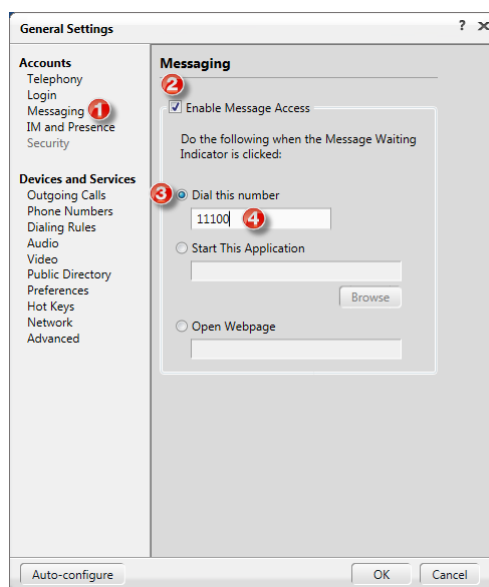 General Settings
? X
Accounts
Telephony
Login
Messaging 1
IM and Presence
Security
Devices and Services
Outgoing Calls
Phone Numbers
Dialing Rules
Audio
Video
Public Directory
Preferences
Hot Keys
Network
Advanced
Messaging
2
Enable Message Access
Do the following when the Message Waiting
Indicator is clicked:
3 Dial this number
11100 4
Start This Application
Browse
Open Webpage
Auto-configure
OK
Cancel